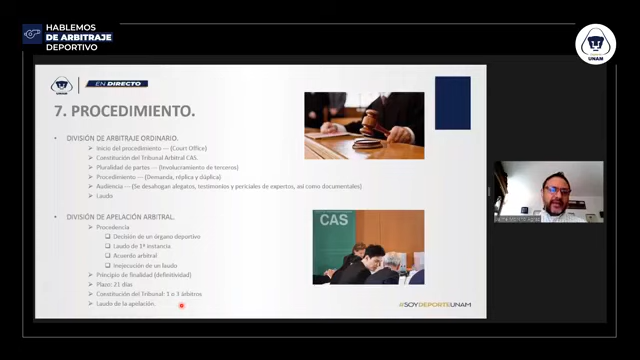 HABLEMOS
DE ARBITRAJE
DEPORTIVO
UNAM
UNAM
EN DIRECTO
7. PROCEDIMIENTO.
• DIVISIÓN DE ARBITRAJE ORDINARIO.
➢ Inicio del procedimiento --- (Court Office)
➢ Constitución del Tribunal Arbitral CAS.
➢ Pluralidad de partes --- (Involucramiento de terceros)
➢ Procedimiento --- (Demanda, réplica y dúplica)
➢ Audiencia --- (Se desahogan alegatos, testimonios y periciales de expertos, así como documentales)
➢ Laudo
• DIVISIÓN DE APELACIÓN ARBITRAL.
➢ Procedencia
❑ Decisión de un órgano deportivo
❑ Laudo de 1ª instancia
❑ Acuerdo arbitral
❑ Inejecución de un laudo
➢ Principio de finalidad (definitividad)
➢ Plazo: 21 días
➢ Constitución del Tribunal: 1 o 3 árbitros
➢ Laudo de la apelación.
CAS
#SOYDEPORTEUNAM